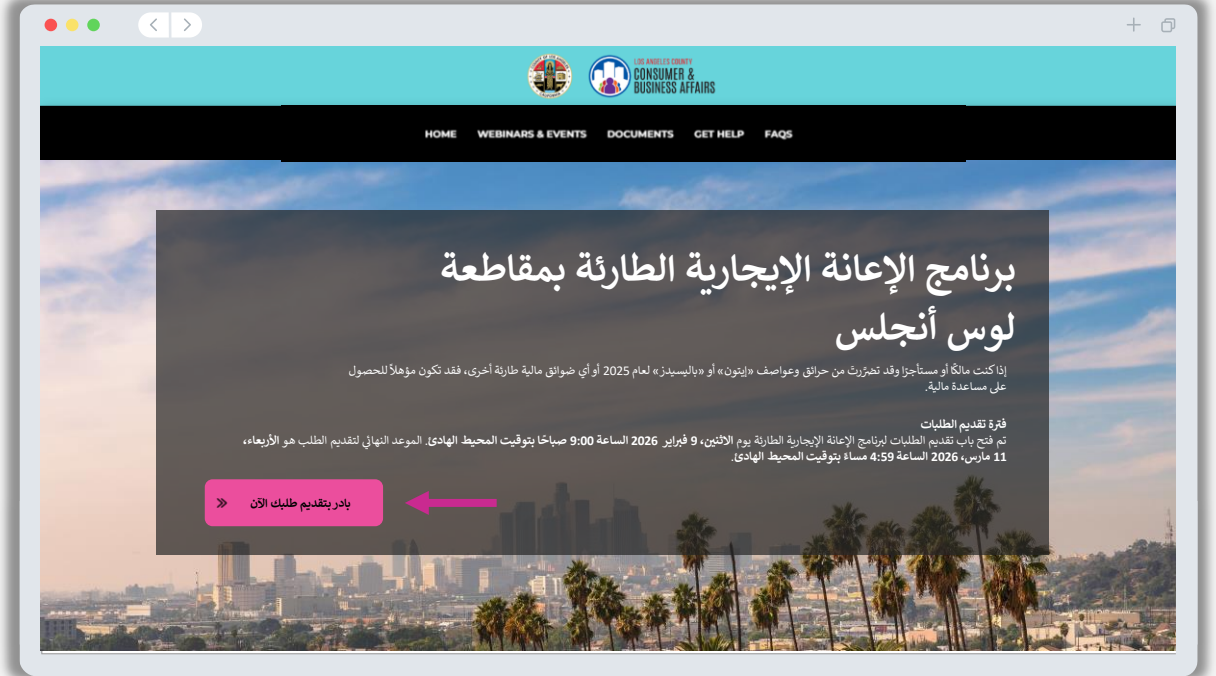 LOS ANGELES COUNTY
CONSUMER &
BUSINESS AFFAIRS
HOME WEBINARS & EVENTS DOCUMENTS GET HELP FAQS
برنامج الإعانة الإيجارية الطارئة بمقاطعة
لوس أنجلس
إذا كنت مالكًا أو مستأجرًا وقد تضرَّرتَ من حرائق وعواصف «إيتون» أو «باليسيدز» لعام 2025 أو أي ضوائق مالية طارئة أخرى، فقد تكون مؤهلاً للحصول
على مساعدة مالية.
فترة تقديم الطلبات
تم فتح باب تقديم الطلبات لبرنامج الإعانة الإيجارية الطارئة يوم الاثنين، 9 فبراير 2026 الساعة 9:00 صباحًا بتوقيت المحيط الهادئ. الموعد النهائي لتقديم الطلب هو الأربعاء،
11 مارس، 2026 الساعة 4:59 مساءً بتوقيت المحيط الهادئ.
بادر بتقديم طلبك الآن